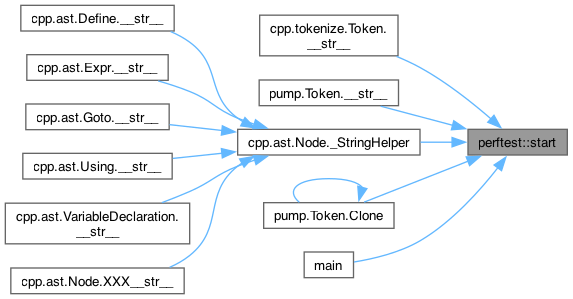 cpp.ast.Define.__str__
cpp.ast.Expr.__str__
cpp.ast.Goto.__str__
cpp.ast.Using.__str__
cpp.ast.VariableDeclaration.
__str__
cpp.ast.Node.XXX__str__
cpp.tokenize.Token.
__str__
pump.Token.__str__
cpp.ast.Node._StringHelper
pump.Token.Clone
main
perftest::start